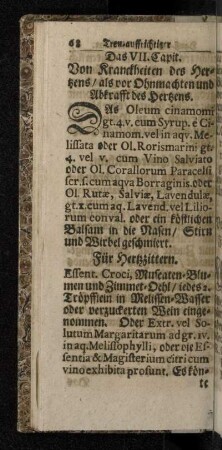 68 Treu-auffrichtiger
Das VII. Capit.
Von Kranckheiten des Her-
tzens / als vor Ohnmachten und
Abkrafft des Hertzens.
DAs Oleum cinamomi
gt. 4. v. cum Syrup. è Ci-
namom. vel in aqv. Me-
lissata oder Ol. Rorismarini gt.
4. vel v. cum Vino Salviato
oder Ol. Corallorum Paracelsi
scr. s. cum aqva Borraginis. oder
Ol. Rutæ, Salviæ, Lavendulæ,
gt. x. cum aq. Lavend. vel Lilio-
rum conval. oder ein köstlichen
Balsam in die Nasen / Stirn
und Wirbel geschmiert.
Für Hertzzittern.
Essent. Croci, Muscaten-Blu-
men und Zimmet-Oehl / iedes 2.
Tröpfflein in Melissen-Wasser
oder verzuckerten Wein einge-
nommen. Oder Extr. vel So-
lutum Margaritarum ad gr. iv.
in aq. Melissophylli, oder die Es-
sentia & Magisterium citri cum
vino exhibita prosunt. Es kön-
te